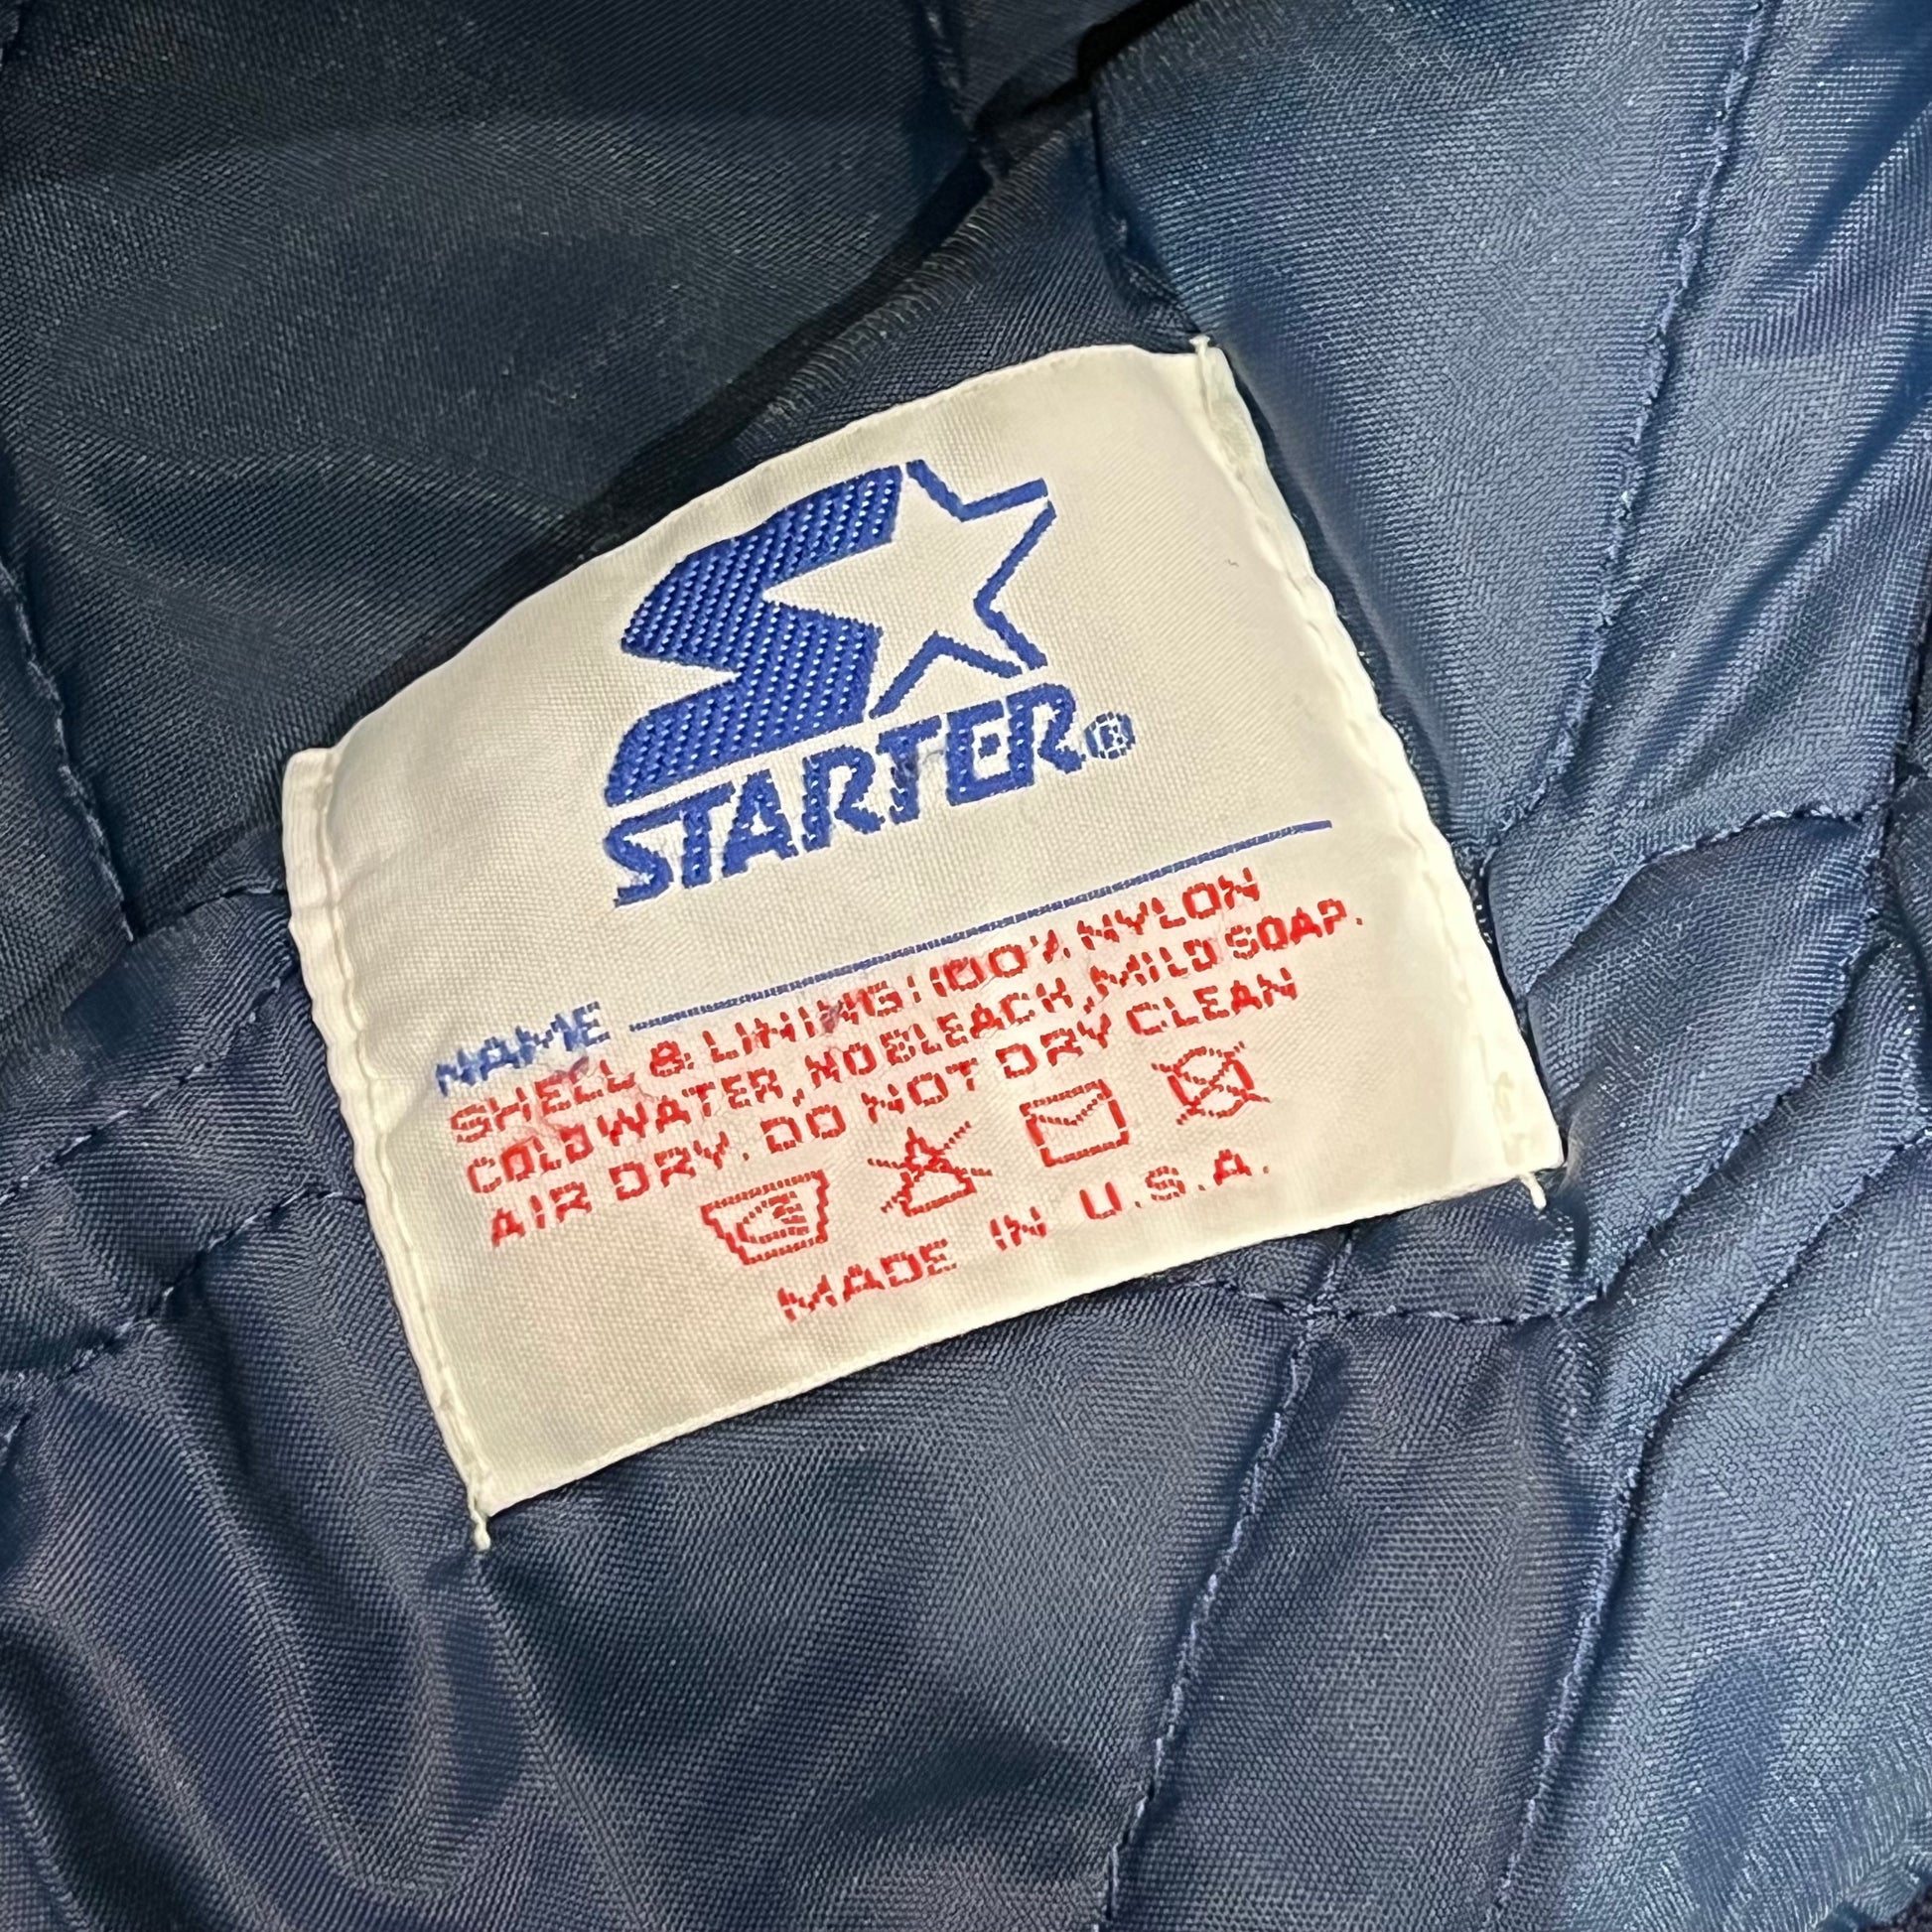 STARTER®
NAME
SHELL & LINING: 100% NYLON
COLD WATER, NO BLEACH, MILD SOAP.
AIR DRY. DO NOT DRY CLEAN
MADE IN U.S.A.